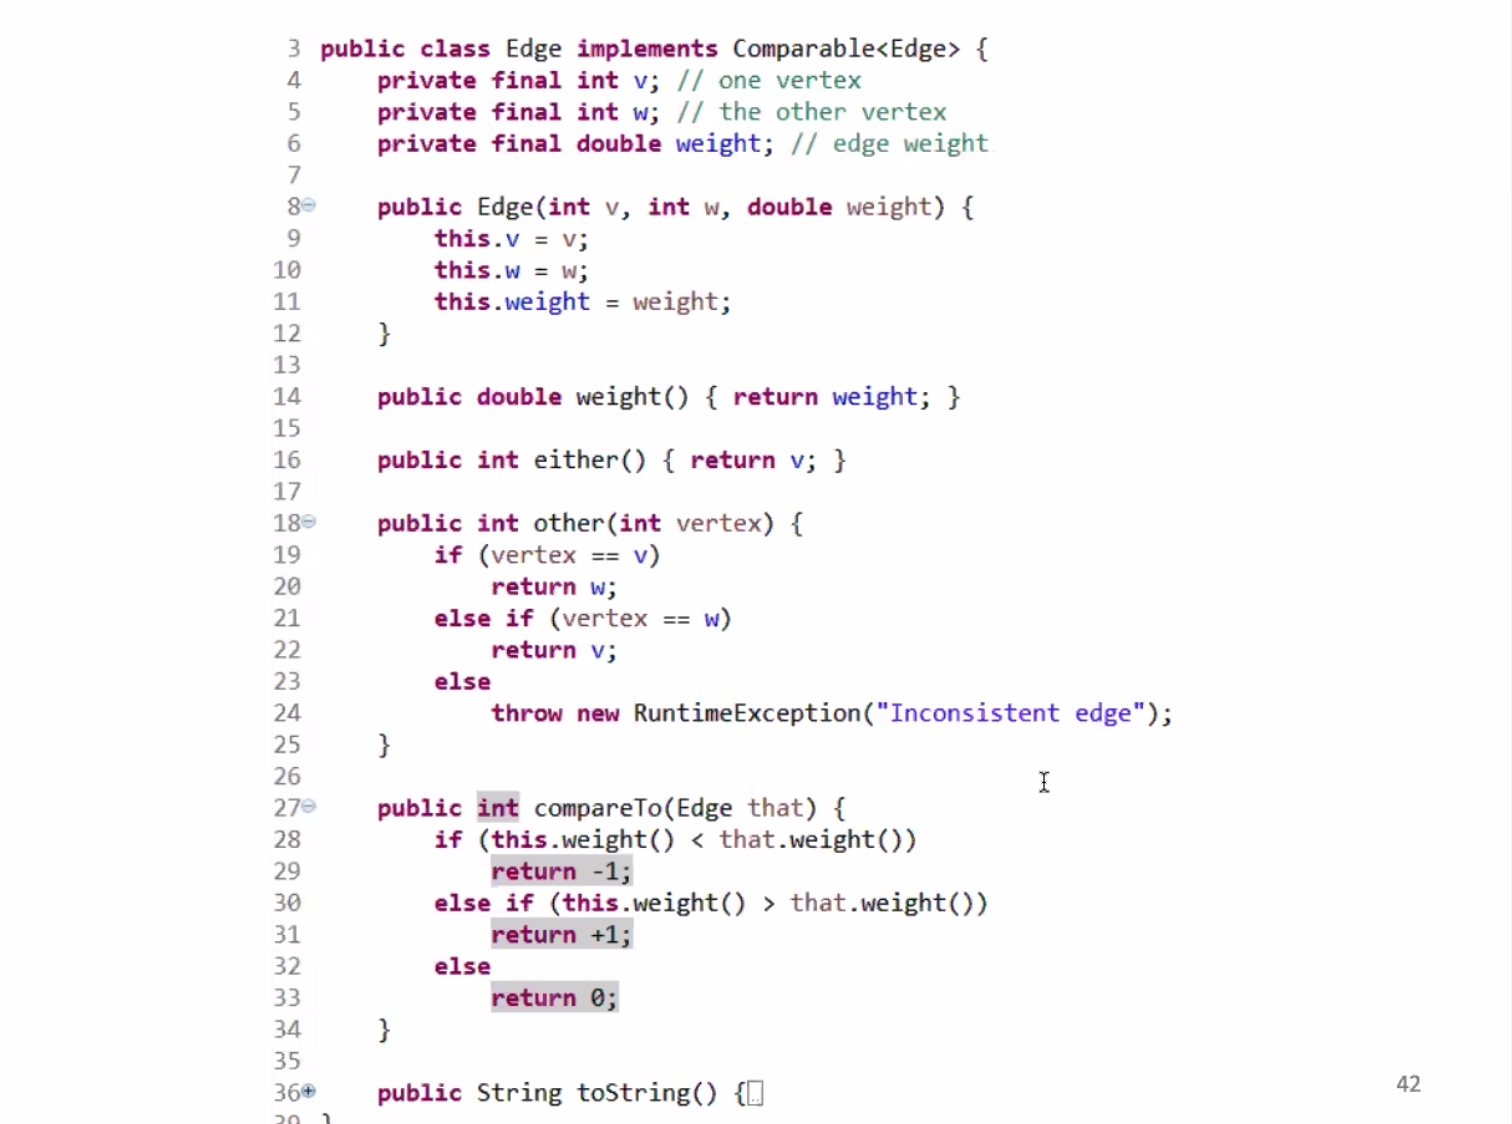 3 public class Edge implements Comparable<Edge> {
4 private final int v; // one vertex
5 private final int w; // the other vertex
6 private final double weight; // edge weight
7
8 public Edge(int v, int w, double weight) {
9 this.v = v;
10 this.w = w;
11 this.weight = weight;
12 }
13
14 public double weight() { return weight; }
15
16 public int either() { return v; }
17
18 public int other(int vertex) {
19 if (vertex == v)
20 return w;
21 else if (vertex == w)
22 return v;
23 else
24 throw new RuntimeException("Inconsistent edge");
25 }
26
27 public int compareTo(Edge that) {
28 if (this.weight() < that.weight())
29 return -1;
30 else if (this.weight() > that.weight())
31 return +1;
32 else
33 return 0;
34 }
35
36 public String toString() {
39 }
42